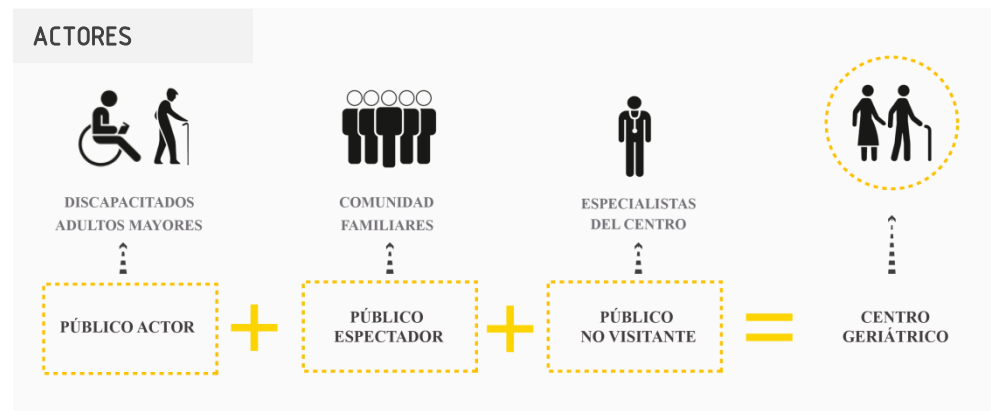 ACTORES
DISCAPACITADOS
ADULTOS MAYORES
COMUNIDAD
FAMILIARES
ESPECIALISTAS
DEL CENTRO
PÚBLICO ACTOR
+
PÚBLICO
ESPECTADOR
+
PÚBLICO
NO VISITANTE
=
CENTRO
GERIÁTRICO